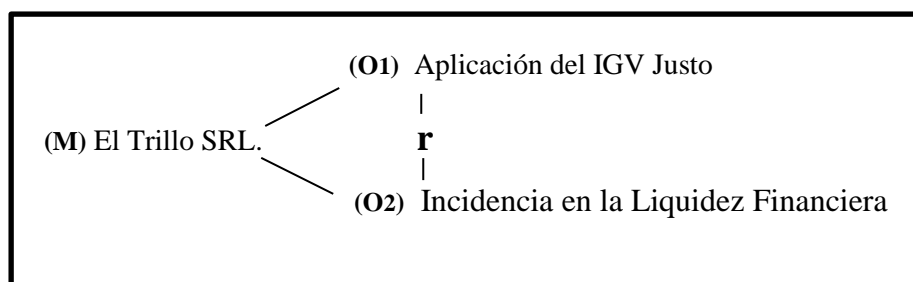 (O1) Aplicación del IGV Justo
(M) El Trillo SRL.
r
(O2) Incidencia en la Liquidez Financiera